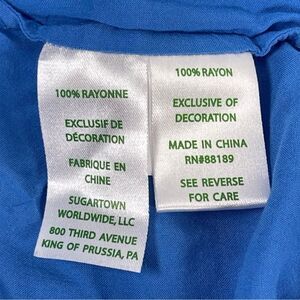 100% RAYONNE
EXCLUSIF DE
DÉCORATION
FABRIQUE EN
CHINE
SUGARTOWN
WORLDWIDE, LLC
800 THIRD AVENUE
KING OF PRUSSIA, PA
100% RAYON
EXCLUSIVE OF
DECORATION
MADE IN CHINA
RN#88189
SEE REVERSE
FOR CARE